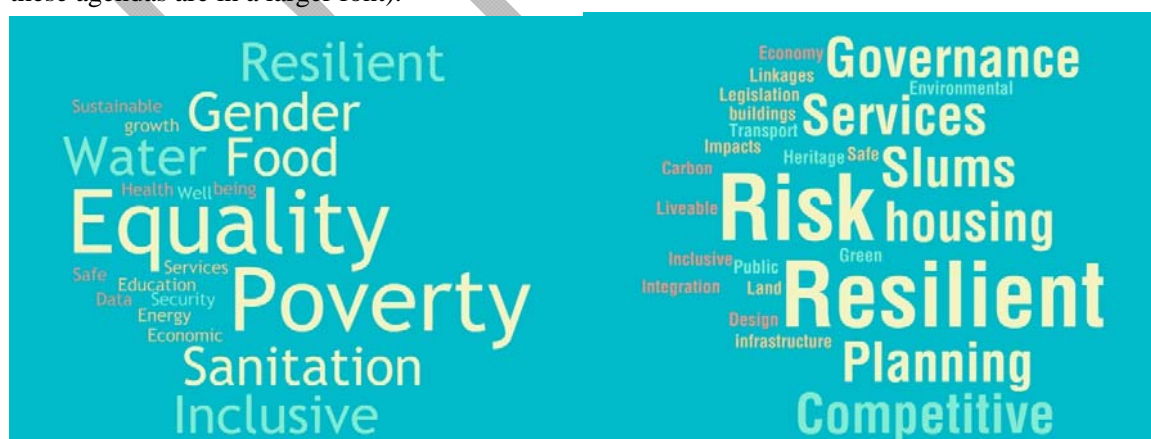 these agendas are in a larger font).
Resilient
Sustainable
growth
Gender
Water Food
Health Well being
Equality
Safe
Services
Education
Data Security
Energy
Economic
Poverty
Sanitation
Inclusive
Economy
Governance
Linkages
Environmental
Legislation
buildings
Services
Transport
Impacts
Heritage Safe
Slums
Carbon
Risk
Liveable
housing
Inclusive
Public
Green
Integration
Land
Resilient
Design
infrastructure
Planning
Competitive